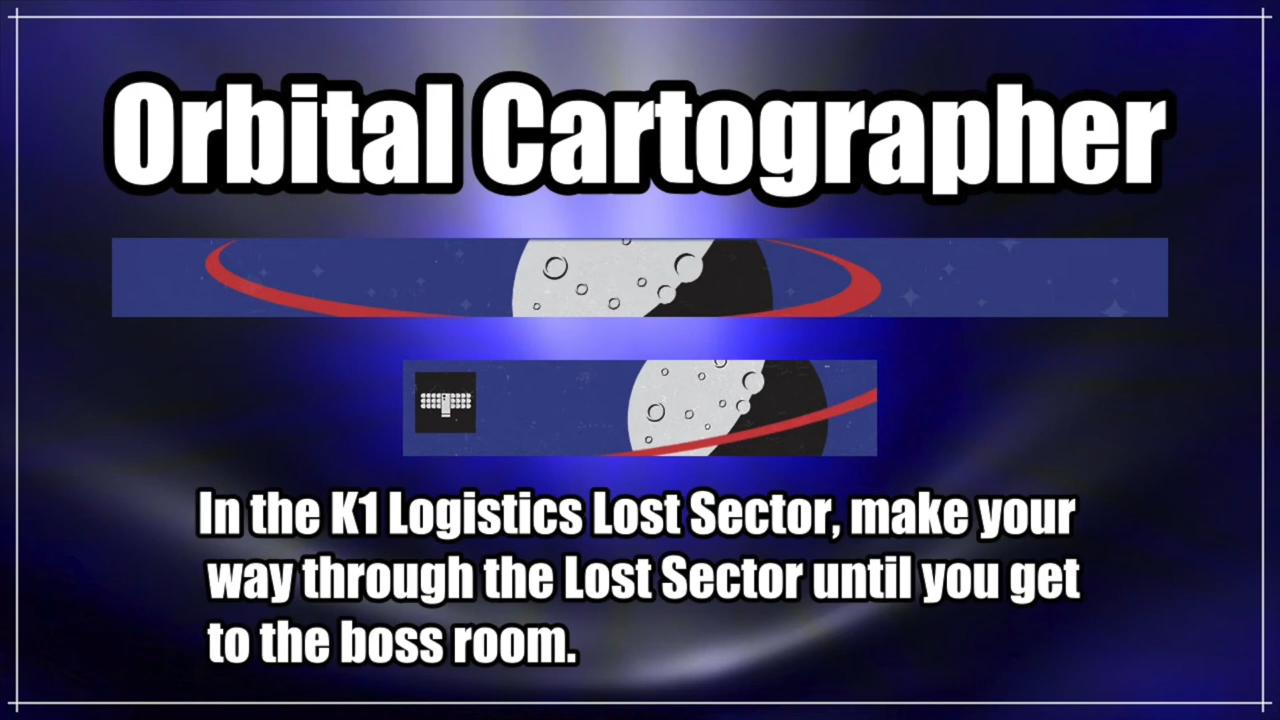 Orbital Cartographer
In the K1 Logistics Lost Sector, make your
way through the Lost Sector until you get
to the boss room.